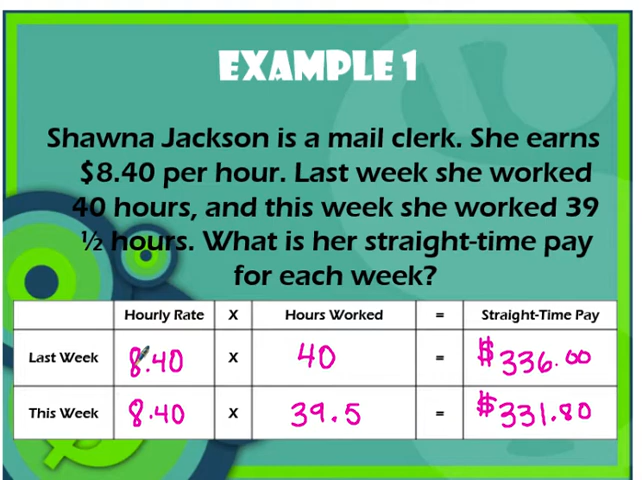 EXAMPLE 1
Shawna Jackson is a mail clerk. She earns
$8.40 per hour. Last week she worked
40 hours, and this week she worked 39
½ hours. What is her straight-time pay
for each week?
Hourly Rate X Hours Worked = Straight-Time Pay
Last Week 8.40 X 40 = $336.00
This Week 8.40 X 39.5 = $331.80